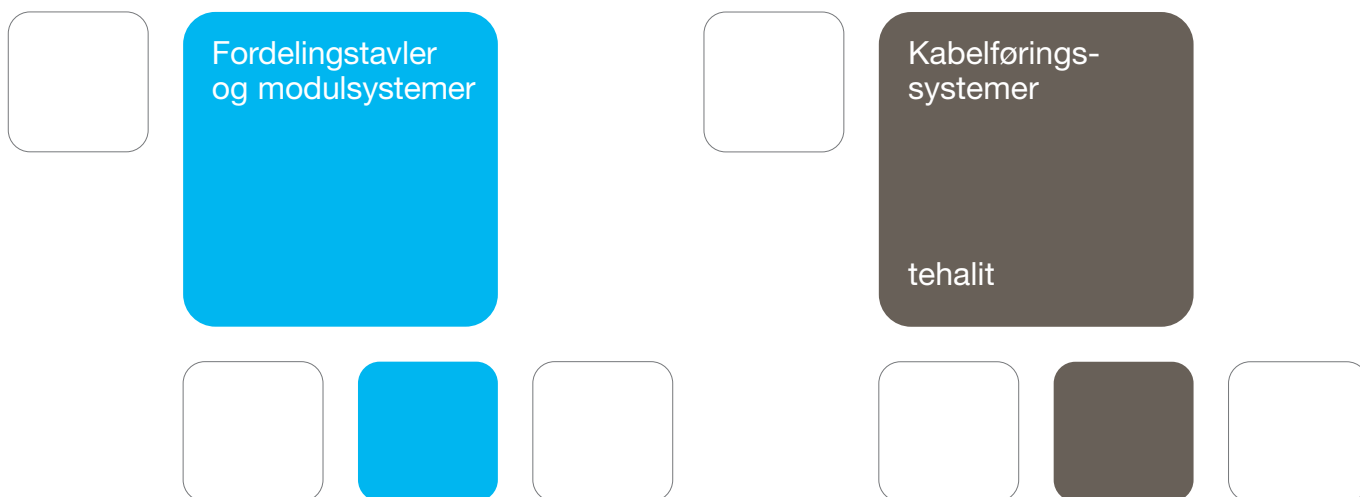 Fordelingstavler
og modulsystemer
Kabelførings-
systemer
tehalit